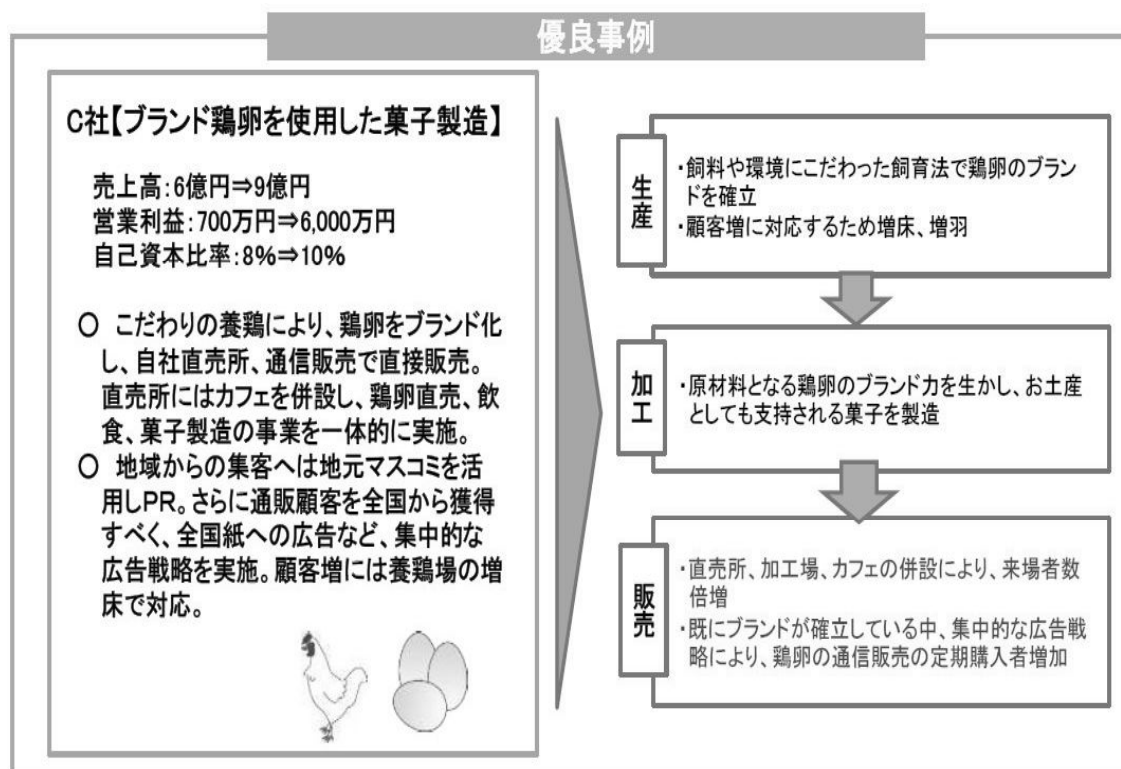 優良事例
C社【ブランド鶏卵を使用した菓子製造】
売上高:6億円⇒9億円
営業利益:700万円⇒6,000万円
自己資本比率:8%⇒10%
○ こだわりの養鶏により、鶏卵をブランド化
し、自社直売所、通信販売で直接販売。
直売所にはカフェを併設し、鶏卵直売、飲
食、菓子製造の事業を一体的に実施。
○ 地域からの集客へは地元マスコミを活
用しPR。さらに通販顧客を全国から獲得
すべく、全国紙への広告など、集中的な
広告戦略を実施。顧客増には養鶏場の増
床で対応。
生産
・飼料や環境にこだわった飼育法で鶏卵のブラン
ドを確立
・顧客増に対応するため増床、増羽
加工
・原材料となる鶏卵のブランド力を生かし、お土産
としても支持される菓子を製造
販売
・直売所、加工場、カフェの併設により、来場者数
倍増
・既にブランドが確立している中、集中的な広告戦
略により、鶏卵の通信販売の定期購入者増加